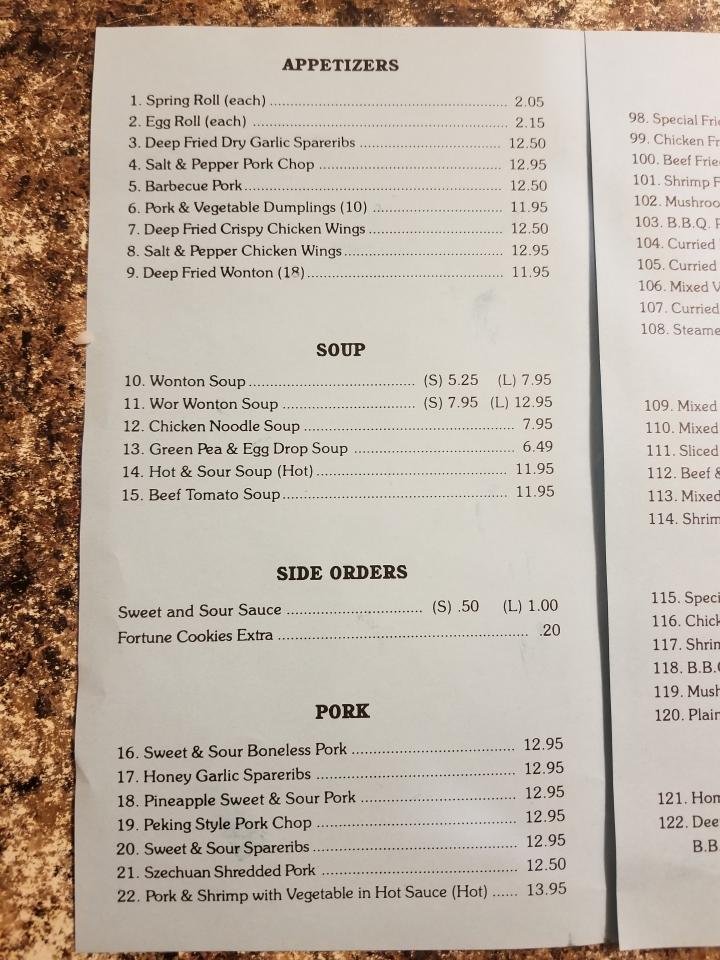 APPETIZERS
1. Spring Roll (each) ........ 2.05
2. Egg Roll (each) ........ 2.15
3. Deep Fried Dry Garlic Spareribs ........ 12.50
4. Salt & Pepper Pork Chop ........ 12.95
5. Barbecue Pork ........ 12.50
6. Pork & Vegetable Dumplings (10) ........ 11.95
7. Deep Fried Crispy Chicken Wings ........ 12.50
8. Salt & Pepper Chicken Wings ........ 12.95
9. Deep Fried Wonton (18) ........ 11.95
SOUP
10. Wonton Soup ........ (S) 5.25 (L) 7.95
11. Wor Wonton Soup ........ (S) 7.95 (L) 12.95
12. Chicken Noodle Soup ........ 7.95
13. Green Pea & Egg Drop Soup ........ 6.49
14. Hot & Sour Soup (Hot) ........ 11.95
15. Beef Tomato Soup ........ 11.95
SIDE ORDERS
Sweet and Sour Sauce ........ (S) .50 (L) 1.00
Fortune Cookies Extra ........ .20
PORK
16. Sweet & Sour Boneless Pork ........ 12.95
17. Honey Garlic Spareribs ........ 12.95
18. Pineapple Sweet & Sour Pork ........ 12.95
19. Peking Style Pork Chop ........ 12.95
20. Sweet & Sour Spareribs ........ 12.95
21. Szechuan Shredded Pork ........ 12.50
22. Pork & Shrimp with Vegetable in Hot Sauce (Hot) ...... 13.95
98. Special
99. Chicken
100. Beef
101. Shrimp
102.
103. B.B.Q.
104. Curried
105. Curried
106. Mixed
107. Curried
108.
109. Mixed
110. Mixed
111. Sliced
112. Beef &
113. Mixed
114.
115.
116.
117.
118.
119.
120. Plain
121.
122.